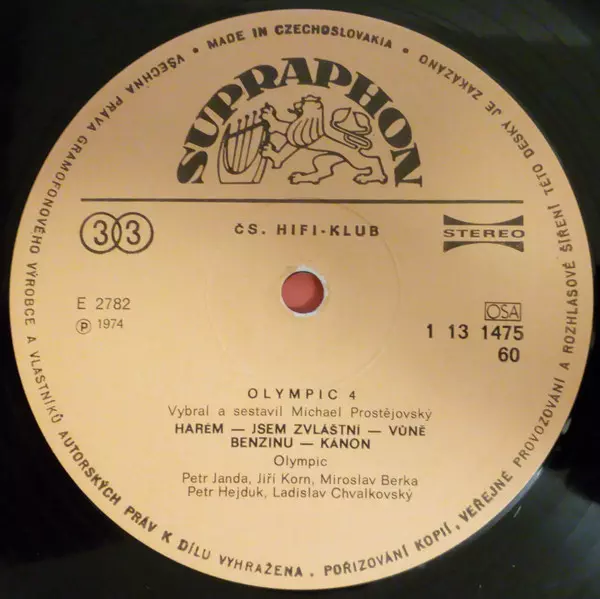 VŠECHNA PRÁVA GRAMOFONOVÉHO VÝROBCE A VLASTNÍKŮ AUTORSKÝCH PRÁV K DÍLU VYHRAŽENA. POŘIZOVÁNÍ KOPIÍ, VEŘEJNÉ PROVOZOVÁNÍ A ROZHLASOVÉ ŠÍŘENÍ TÉTO DESKY JE ZAKÁZÁNO
• MADE IN CZECHOSLOVAKIA •
SUPRAPHON
33
ČS. HIFI-KLUB
STEREO
E 2782
Ⓟ 1974
OSA
1 13 1475
60
OLYMPIC 4
Vybral a sestavil Michael Prostějovský
HARÉM — JSEM ZVLÁŠTNÍ — VŮNĚ
BENZINU — KÁNON
Olympic
Petr Janda, Jiří Korn, Miroslav Berka
Petr Hejduk, Ladislav Chvalkovský